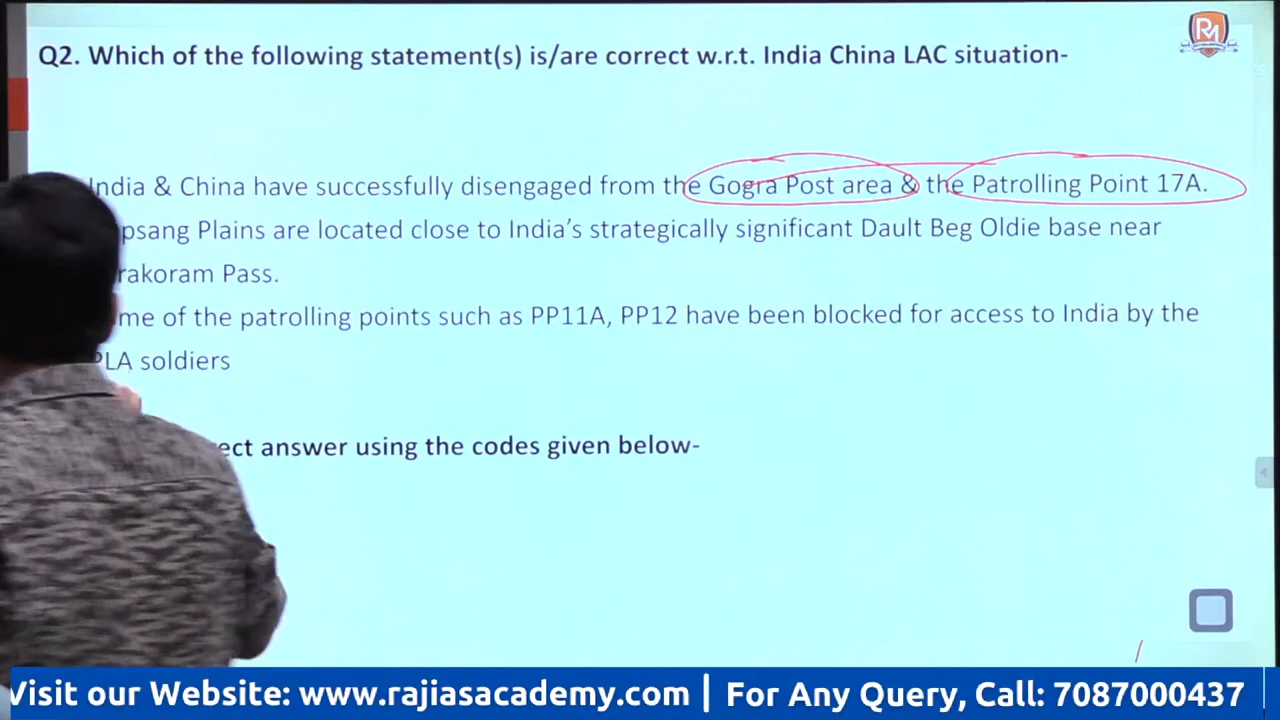 Q2. Which of the following statement(s) is/are correct w.r.t. India China LAC situation-
RA
India & China have successfully disengaged from the Gogra Post area & the Patrolling Point 17A.
psang Plains are located close to India's strategically significant Dault Beg Oldie base near
rakoram Pass.
me of the patrolling points such as PP11A, PP12 have been blocked for access to India by the
PLA soldiers
ect answer using the codes given below-
Visit our Website: www.rajiasacademy.com | For Any Query, Call: 7087000437